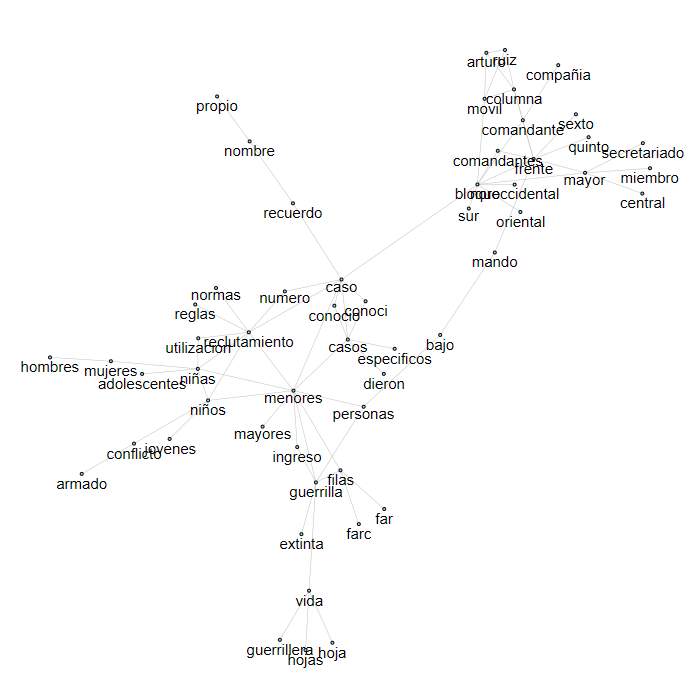 arturo
ruiz
compañia
movil
columna
propio
comandante
sexto
nombre
quinto
secretariado
comandantes
frente
mayor
miembro
bloque
noroccidental
central
recuerdo
sur
oriental
mando
caso
normas
numero
conocio
conoci
reglas
utilizacion
reclutamiento
casos
bajo
especificos
hombres
mujeres
adolescentes
niñas
dieron
menores
niños
personas
mayores
conflicto
jovenes
ingreso
armado
filas
guerrilla
far
farc
extinta
vida
guerrillera
hojas
hoja